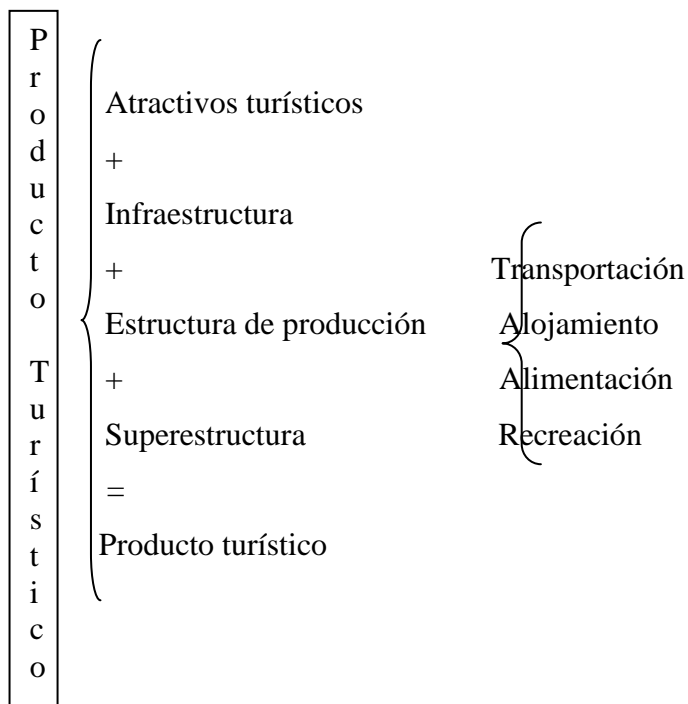 Producto Turístico
Atractivos turísticos
+
Infraestructura
+
Estructura de producción
+
Superestructura
=
Producto turístico
Transportación
Alojamiento
Alimentación
Recreación